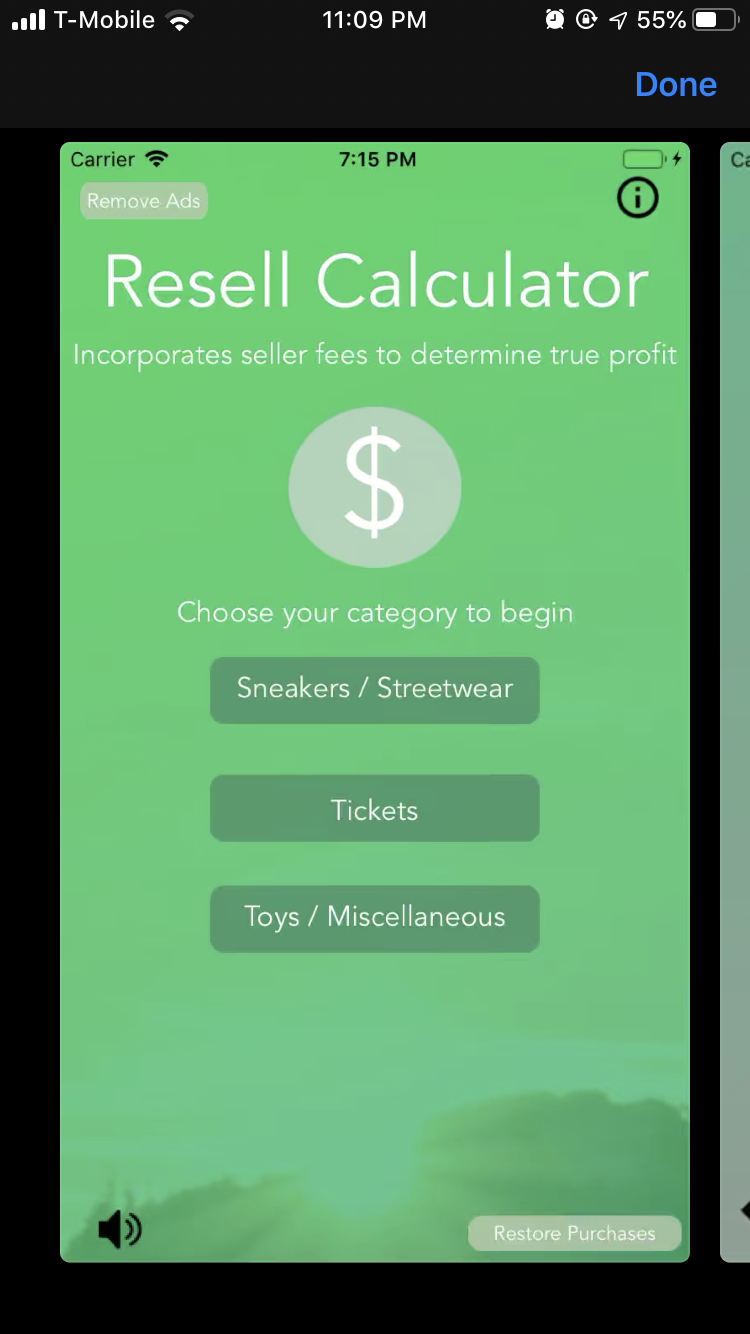 T-Mobile 11:09 PM 55%
Done
Carrier 7:15 PM
Remove Ads
Resell Calculator
Incorporates seller fees to determine true profit
$
Choose your category to begin
Sneakers / Streetwear
Tickets
Toys / Miscellaneous
Restore Purchases